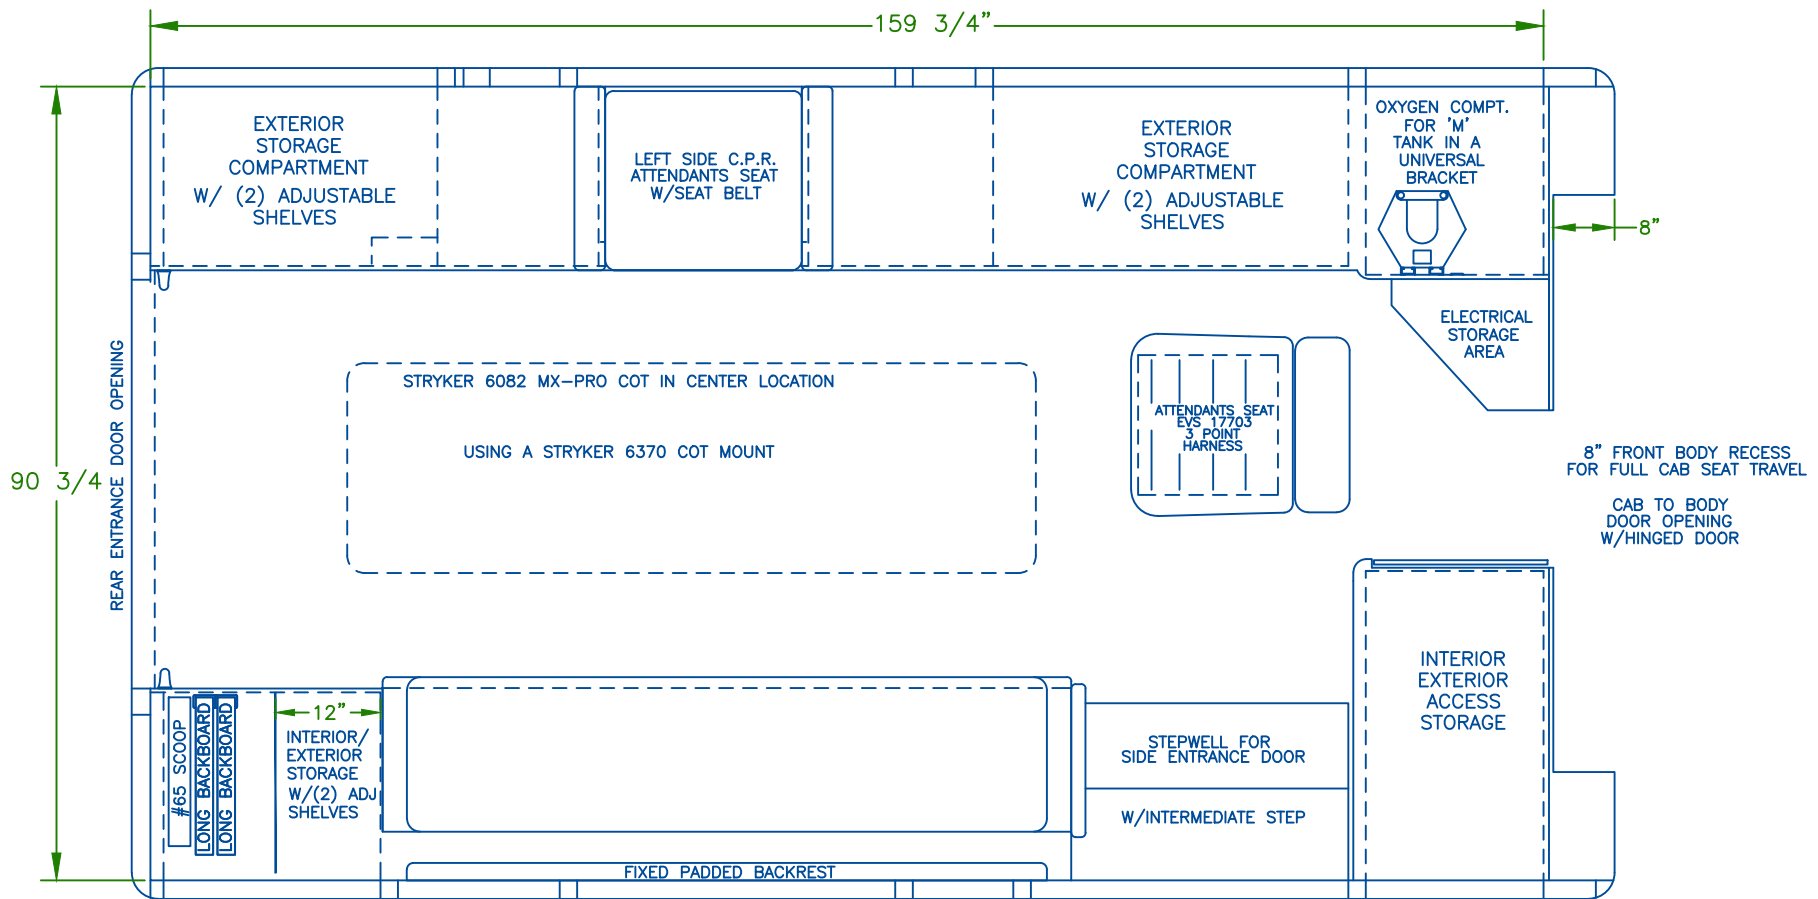 159 3/4"
EXTERIOR
STORAGE
COMPARTMENT
W/ (2) ADJUSTABLE
SHELVES
LEFT SIDE C.P.R.
ATTENDANTS SEAT
W/SEAT BELT
EXTERIOR
STORAGE
COMPARTMENT
W/ (2) ADJUSTABLE
SHELVES
OXYGEN COMPT.
FOR 'M'
TANK IN A
UNIVERSAL
BRACKET
8"
ELECTRICAL
STORAGE
AREA
REAR ENTRANCE DOOR OPENING
90 3/4
STRYKER 6082 MX-PRO COT IN CENTER LOCATION
USING A STRYKER 6370 COT MOUNT
ATTENDANTS SEAT
EVS 17703
3 POINT
HARNESS
8" FRONT BODY RECESS
FOR FULL CAB SEAT TRAVEL
CAB TO BODY
DOOR OPENING
W/HINGED DOOR
#65 SCOOP
LONG BACKBOARD
LONG BACKBOARD
12"
INTERIOR/
EXTERIOR
STORAGE
W/(2) ADJ
SHELVES
STEPWELL FOR
SIDE ENTRANCE DOOR
W/INTERMEDIATE STEP
INTERIOR
EXTERIOR
ACCESS
STORAGE
FIXED PADDED BACKREST